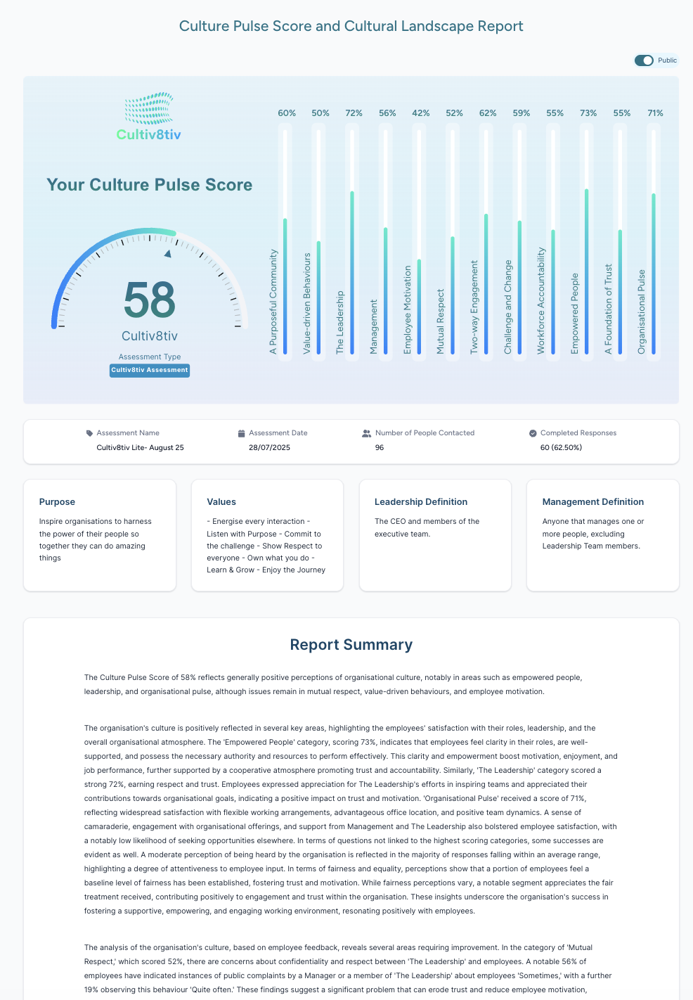 Culture Pulse Score and Cultural Landscape Report
Public
Cultiv8tiv
Your Culture Pulse Score
58
Cultiv8tiv
Assessment Type
Cultiv8tiv Assessment
60% 50% 72% 56% 42% 52% 62% 59% 55% 73% 55% 71%
A Purposeful Community
Value-driven Behaviours
The Leadership
Management
Employee Motivation
Mutual Respect
Two-way Engagement
Challenge and Change
Workforce Accountability
Empowered People
A Foundation of Trust
Organisational Pulse
Assessment Name
Cultiv8tiv Lite- August 25
Assessment Date
28/07/2025
Number of People Contacted
96
Completed Responses
60 (62.50%)
Purpose
Inspire organisations to harness
the power of their people so
together they can do amazing
things
Values
- Energise every interaction -
Listen with Purpose - Commit to
the challenge - Show Respect to
everyone - Own what you do -
Learn & Grow - Enjoy the Journey
Leadership Definition
The CEO and members of the
executive team.
Management Definition
Anyone that manages one or
more people, excluding
Leadership Team members.
Report Summary
The Culture Pulse Score of 58% reflects generally positive perceptions of organisational culture, notably in areas such as empowered people,
leadership, and organisational pulse, although issues remain in mutual respect, value-driven behaviours, and employee motivation.
The organisation's culture is positively reflected in several key areas, highlighting the employees' satisfaction with their roles, leadership, and the
overall organisational atmosphere. The 'Empowered People' category, scoring 73%, indicates that employees feel clarity in their roles, are well-
supported, and possess the necessary authority and resources to perform effectively. This clarity and empowerment boost motivation, enjoyment, and
job performance, further supported by a cooperative atmosphere promoting trust and accountability. Similarly, 'The Leadership' category scored a
strong 72%, earning respect and trust. Employees expressed appreciation for The Leadership's efforts in inspiring teams and appreciated their
contributions towards organisational goals, indicating a positive impact on trust and motivation. 'Organisational Pulse' received a score of 71%,
reflecting widespread satisfaction with flexible working arrangements, advantageous office location, and positive team dynamics. A sense of
camaraderie, engagement with organisational offerings, and support from Management and The Leadership also bolstered employee satisfaction, with
a notably low likelihood of seeking opportunities elsewhere. In terms of questions not linked to the highest scoring categories, some successes are
evident as well. A moderate perception of being heard by the organisation is reflected in the majority of responses falling within an average range,
highlighting a degree of attentiveness to employee input. In terms of fairness and equality, perceptions show that a portion of employees feel a
baseline level of fairness has been established, fostering trust and motivation. While fairness perceptions vary, a notable segment appreciates the fair
treatment received, contributing positively to engagement and trust within the organisation. These insights underscore the organisation's success in
fostering a supportive, empowering, and engaging working environment, resonating positively with employees.
The analysis of the organisation's culture, based on employee feedback, reveals several areas requiring improvement. In the category of 'Mutual
Respect,' which scored 52%, there are concerns about confidentiality and respect between 'The Leadership' and employees. A notable 56% of
employees have indicated instances of public complaints by a Manager or a member of 'The Leadership' about employees 'Sometimes,' with a further
19% observing this behaviour 'Quite often.' These findings suggest a significant problem that can erode trust and reduce employee motivation,